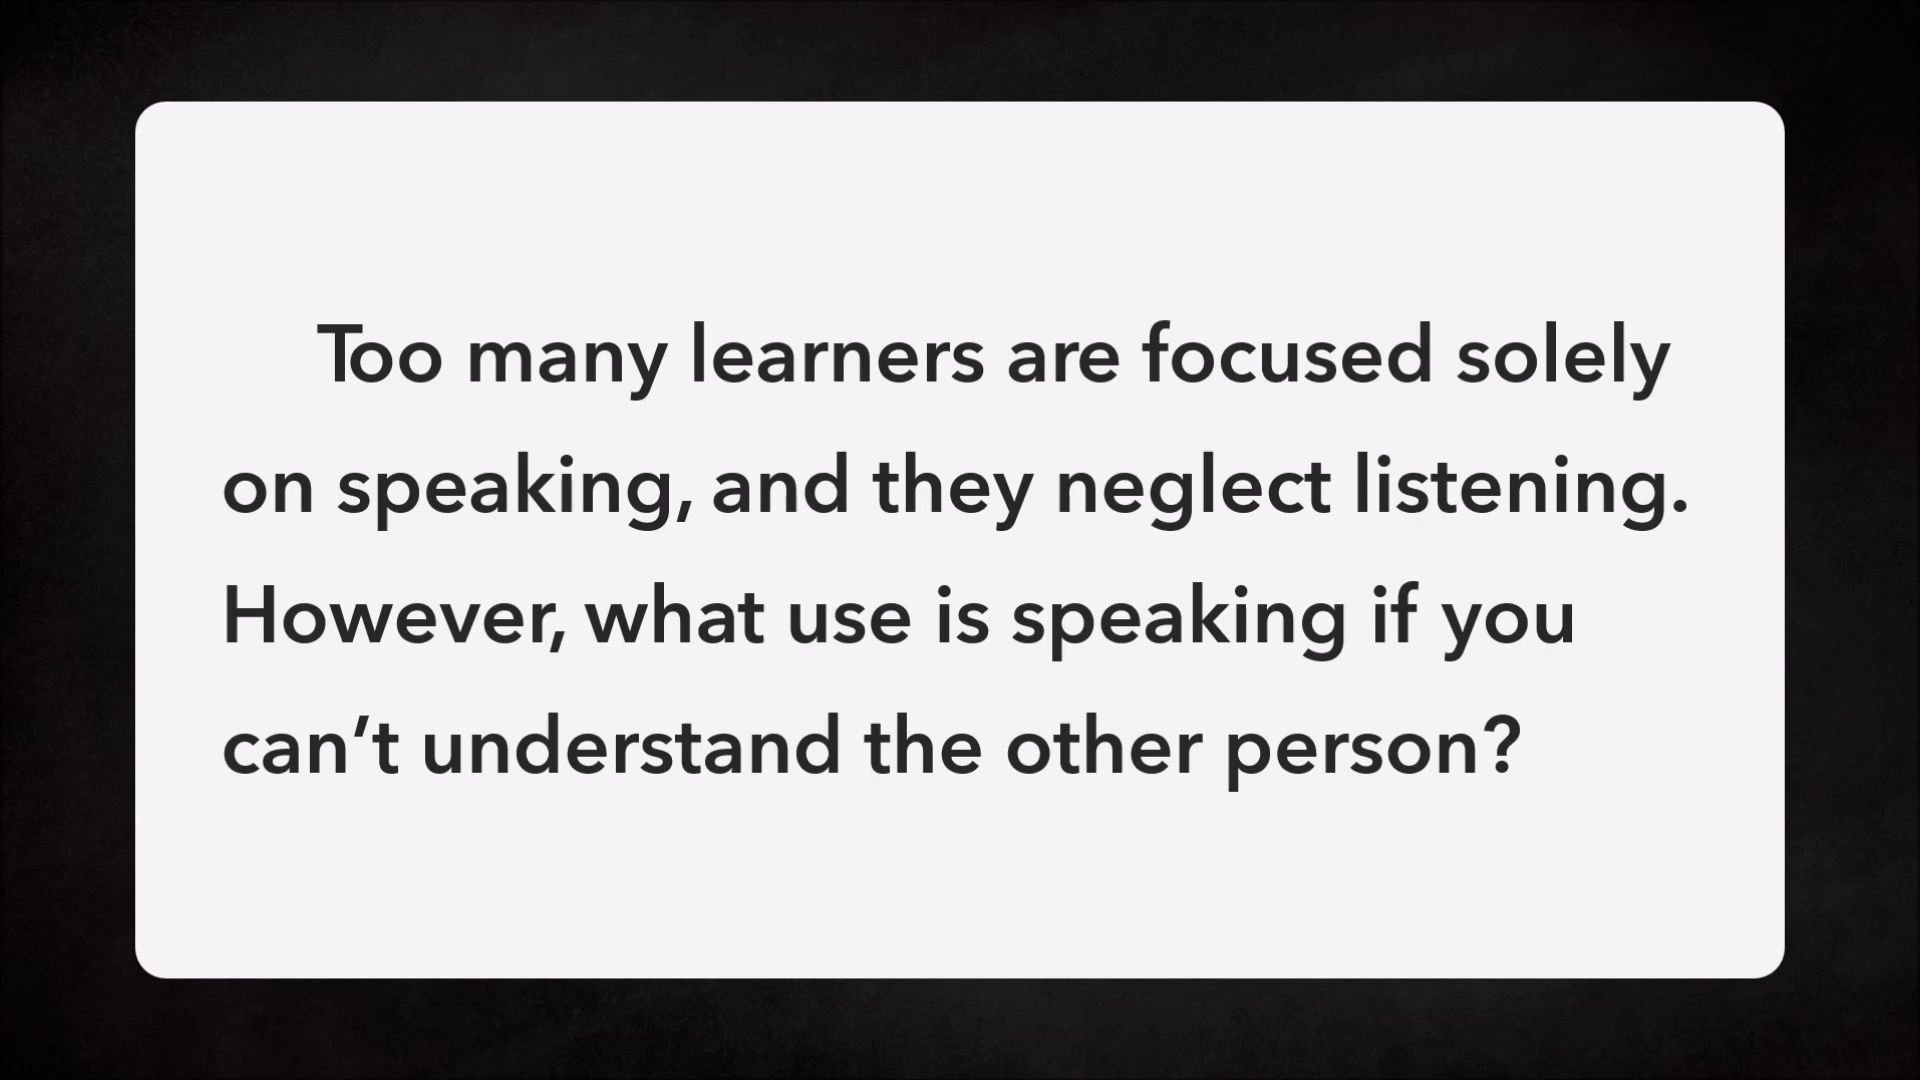 Too many learners are focused solely
on speaking, and they neglect listening.
However, what use is speaking if you
can’t understand the other person?